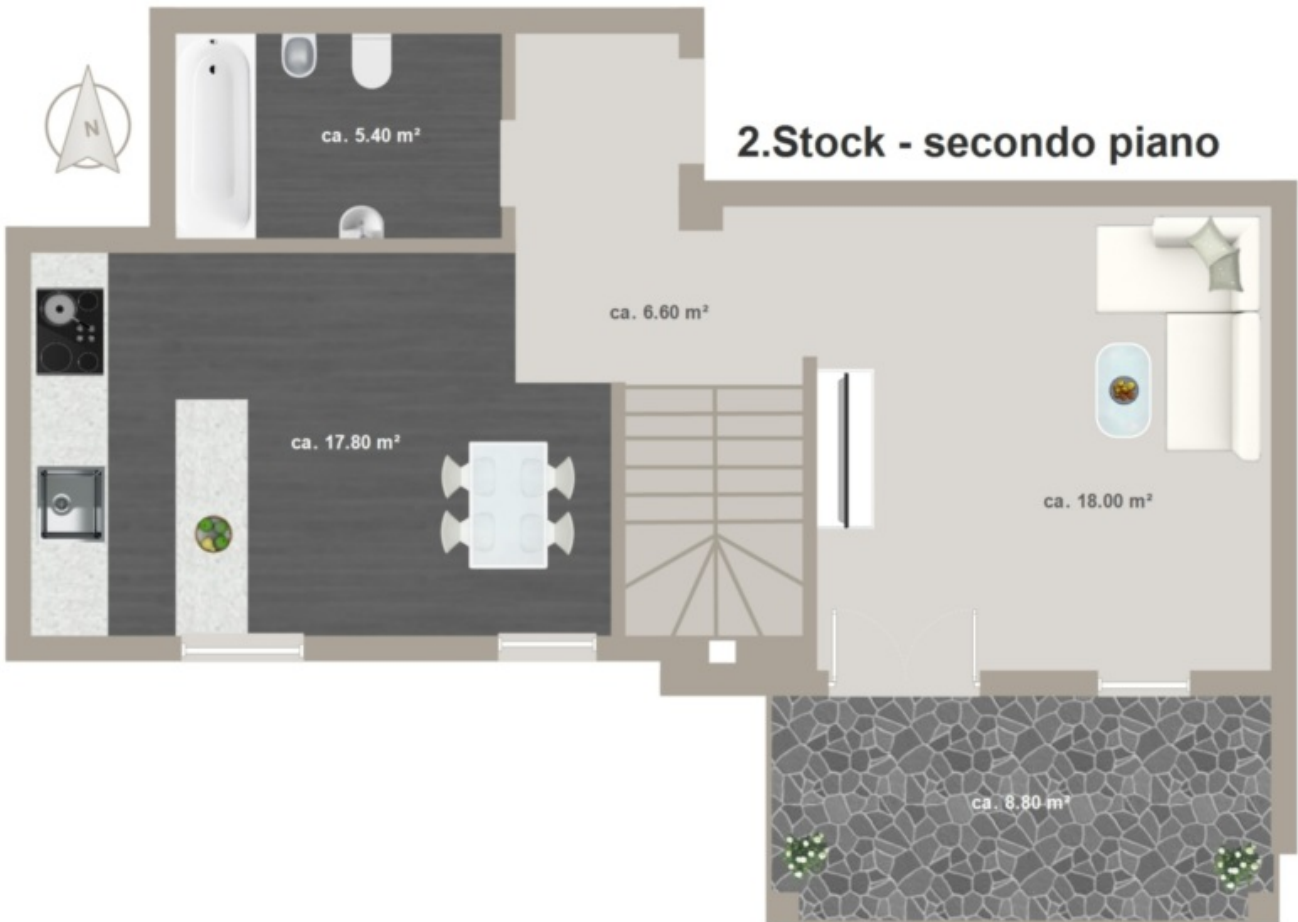 N
ca. 5.40 m²
2.Stock - secondo piano
ca. 6.60 m²
ca. 17.80 m²
ca. 18.00 m²
ca. 8.80 m²